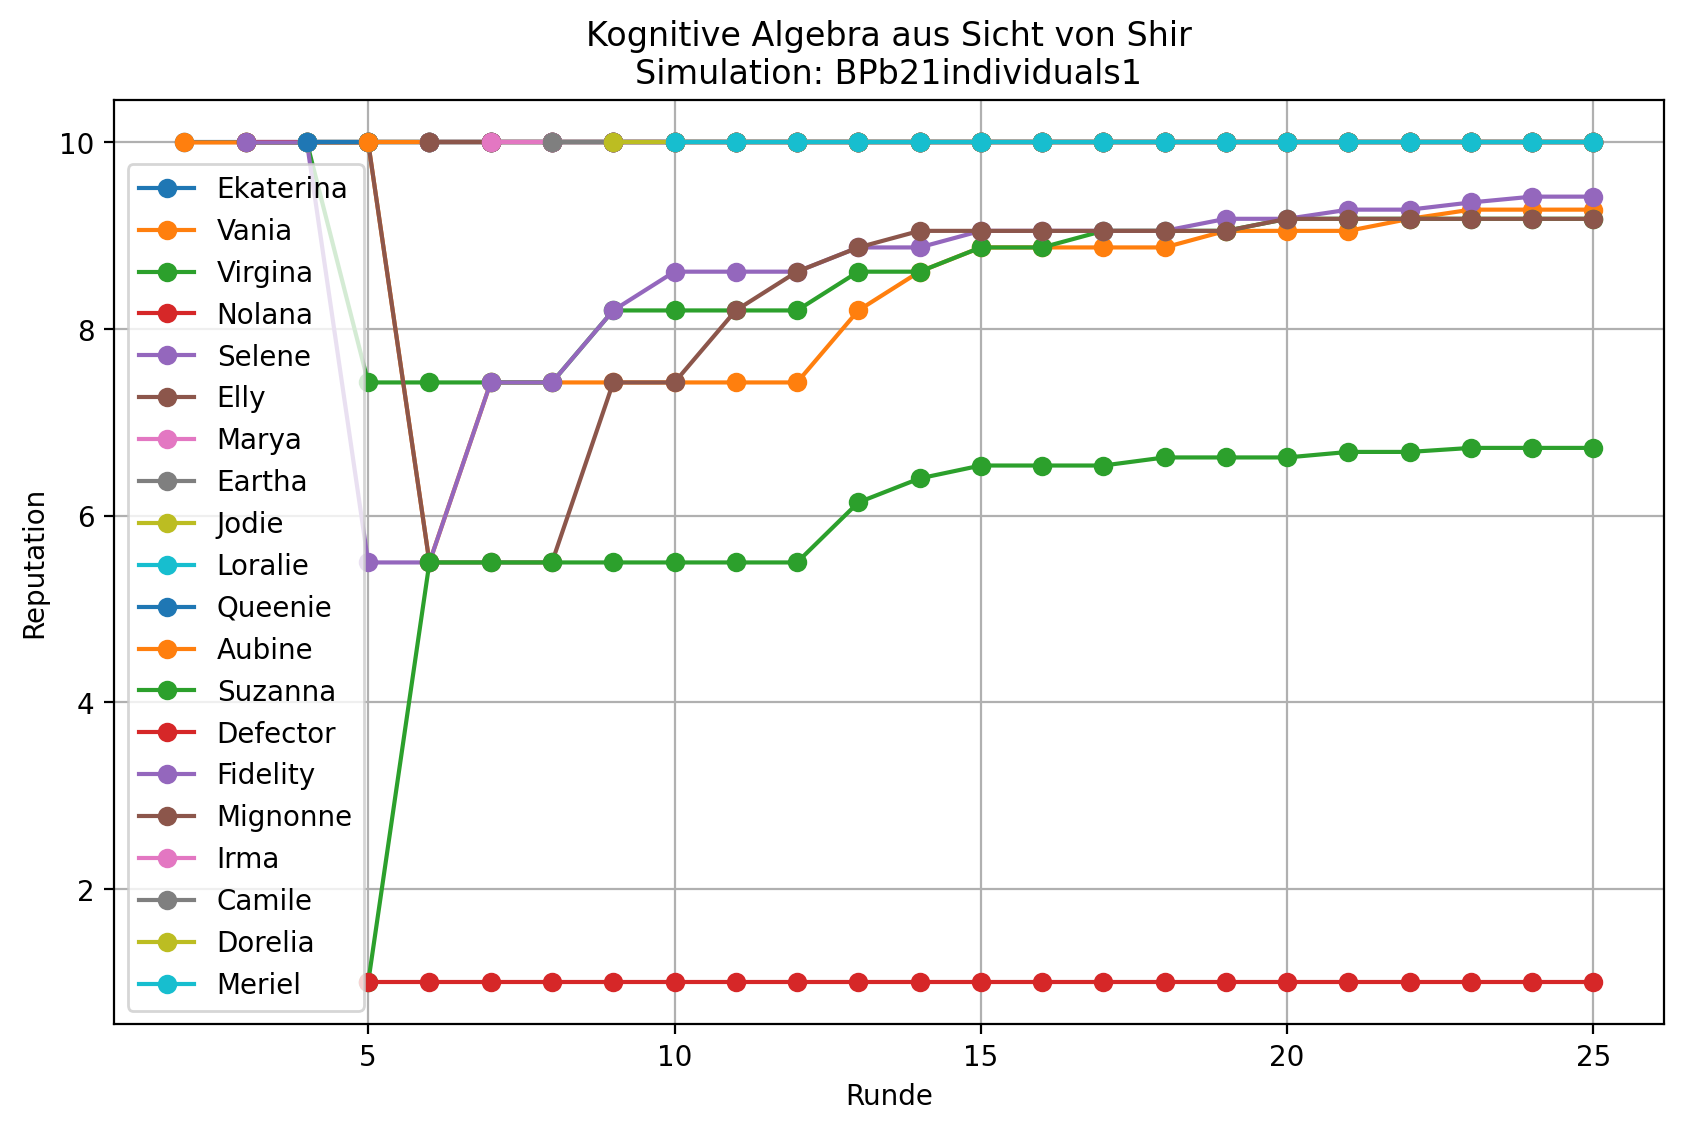 Kognitive Algebra aus Sicht von Shir
Simulation: BPb21individuals1
10
8
6
4
2
Reputation
Ekaterina
Vania
Virgina
Nolana
Selene
Elly
Marya
Eartha
Jodie
Loralie
Queenie
Aubine
Suzanna
Defector
Fidelity
Mignonne
Irma
Camile
Dorelia
Meriel
5
10
15
20
25
Runde